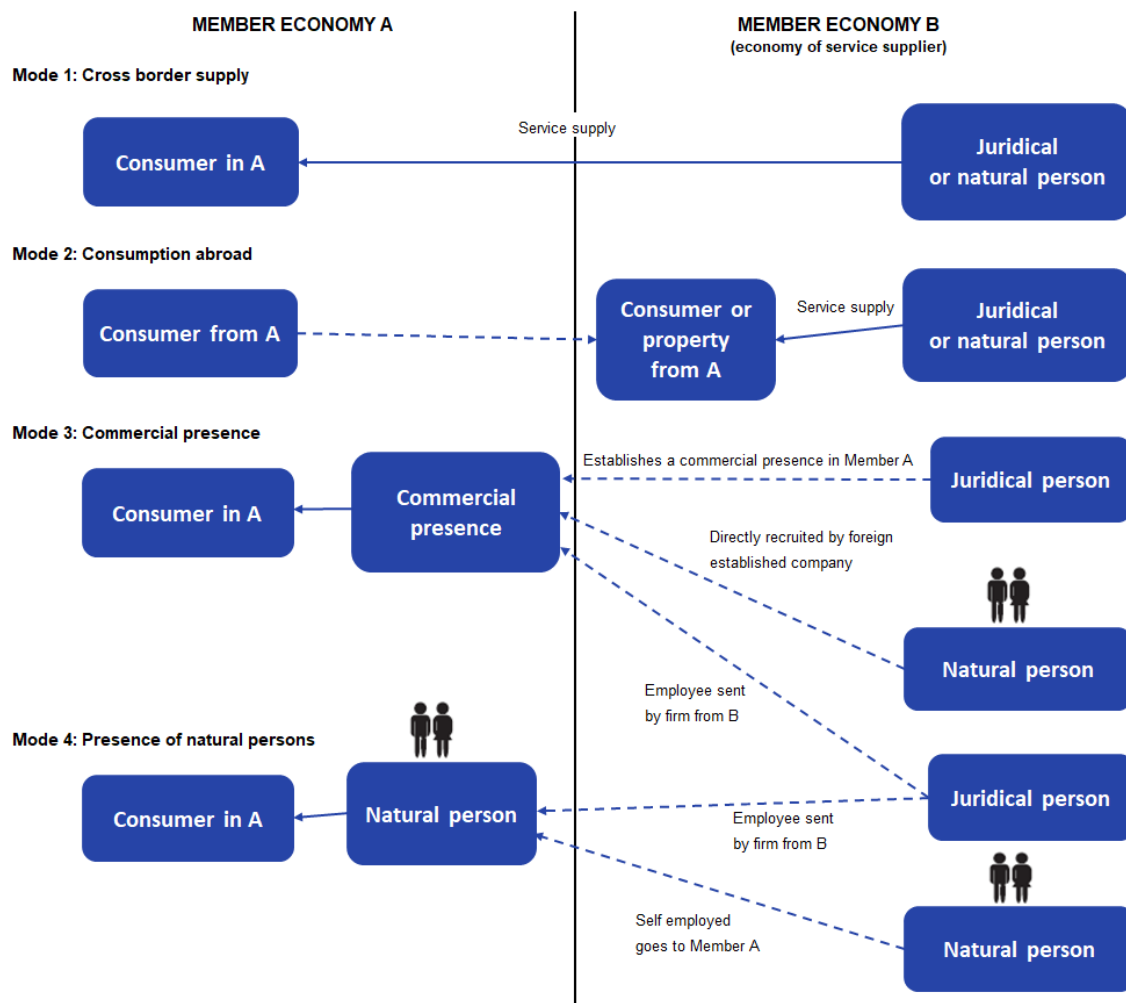 MEMBER ECONOMY A
MEMBER ECONOMY B
(economy of service supplier)
Mode 1: Cross border supply
Service supply
Consumer in A
Juridical
or natural person
Mode 2: Consumption abroad
Consumer from A
Consumer or
property
from A
Service supply
Juridical
or natural person
Mode 3: Commercial presence
Consumer in A
Commercial
presence
Establishes a commercial presence in Member A
Juridical person
Directly recruited by foreign
established company
Natural person
Employee sent
by firm from B
Mode 4: Presence of natural persons
Consumer in A
Natural person
Juridical person
Employee sent
by firm from B
Self employed
goes to Member A
Natural person